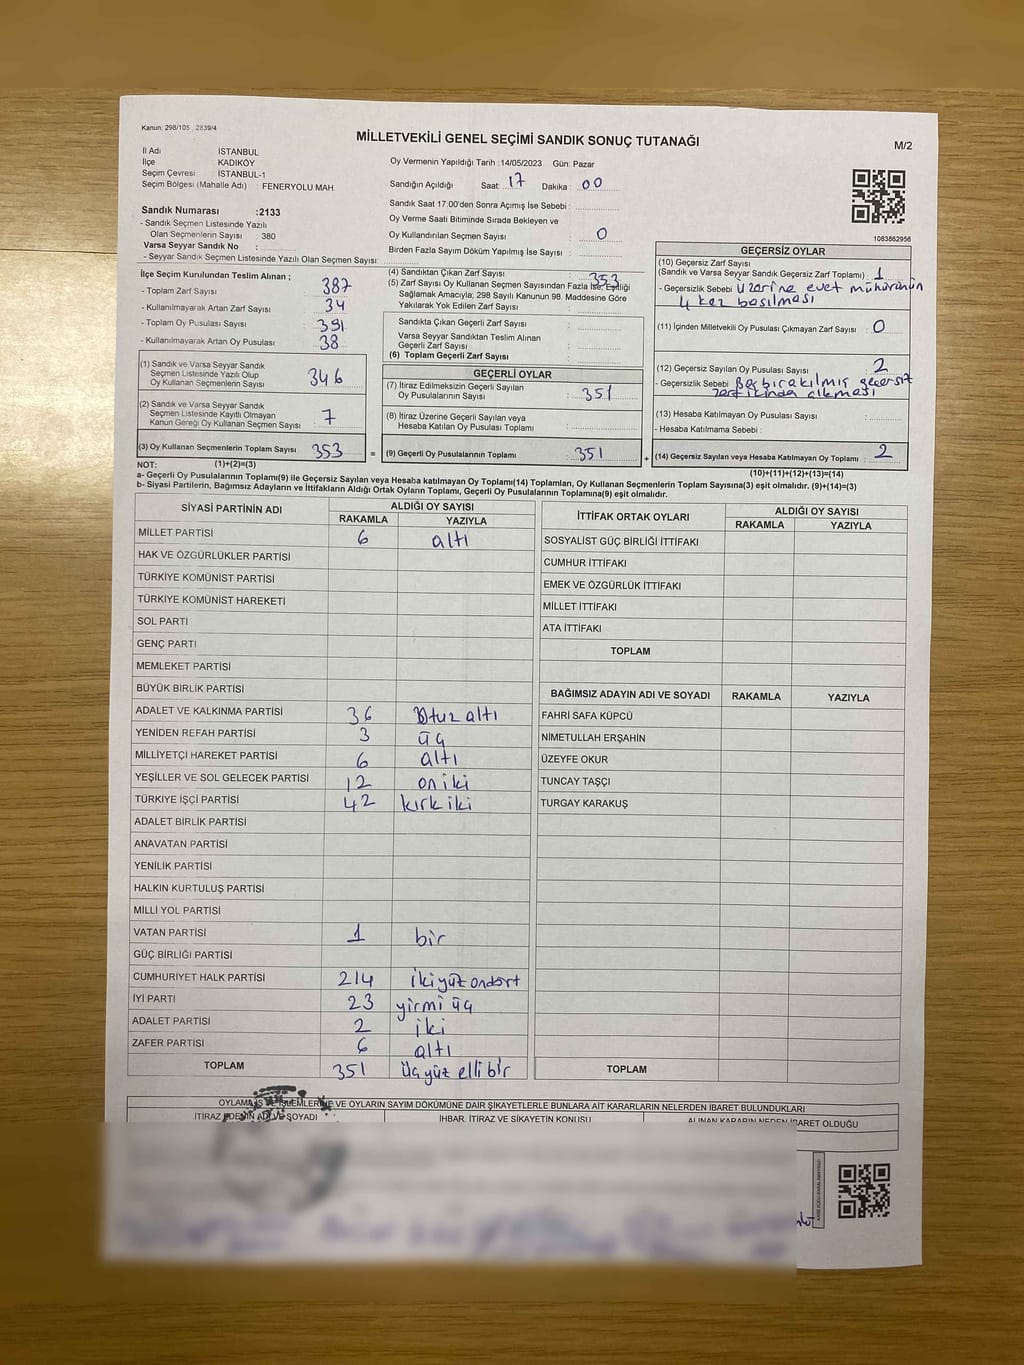 Kanun; 298/105 , 2839/4
MİLLETVEKİLİ GENEL SEÇİMİ SANDIK SONUÇ TUTANAĞI
M/2
İl Adı : İSTANBUL
İlçe : KADIKÖY
Seçim Çevresi : İSTANBUL-1
Seçim Bölgesi (Mahalle Adı) : FENERYOLU MAH.
Oy Vermenin Yapıldığı Tarih :14/05/2023 Gün: Pazar
Sandığın Açıldığı Saat: 17 Dakika : 00
Sandık Saat 17:00'den Sonra Açımış İse Sebebi :
Oy Verme Saati Bitiminde Sırada Bekleyen ve
Oy Kullandırılan Seçmen Sayısı : 0
Birden Fazla Sayım Döküm Yapılmış İse Sayısı :
1083862956
Sandık Numarası :2133
- Sandık Seçmen Listesinde Yazılı
Olan Seçmenlerin Sayısı : 380
Varsa Seyyar Sandık No :
- Seyyar Sandık Seçmen Listesinde Yazılı Olan Seçmen Sayısı:
İlçe Seçim Kurulundan Teslim Alınan ;
- Toplam Zarf Sayısı : 387
- Kullanılmayarak Artan Zarf Sayısı : 34
- Toplam Oy Pusulası Sayısı : 391
- Kullanılmayarak Artan Oy Pusulası : 38
(1) Sandık ve Varsa Seyyar Sandık
Seçmen Listesinde Yazılı Olup
Oy Kullanan Seçmenlerin Sayısı : 346
(2) Sandık ve Varsa Seyyar Sandık
Seçmen Listesinde Kayıtlı Olmayan
Kanun Gereği Oy Kullanan Seçmen Sayısı : 7
(3) Oy Kullanan Seçmenlerin Toplam Sayısı : 353 =
(4) Sandıktan Çıkan Zarf Sayısı : 353
(5) Zarf Sayısı Oy Kullanan Seçmen Sayısından Fazla İse, Eşitliği
Sağlamak Amacıyla; 298 Sayılı Kanunun 98. Maddesine Göre
Yakılarak Yok Edilen Zarf Sayısı :
Sandıkta Çıkan Geçerli Zarf Sayısı :
Varsa Seyyar Sandıktan Teslim Alınan
Geçerli Zarf Sayısı :
(6) Toplam Geçerli Zarf Sayısı :
GEÇERLİ OYLAR
(7) İtiraz Edilmeksizin Geçerli Sayılan
Oy Pusulalarının Sayısı : 351
(8) İtiraz Üzerine Geçerli Sayılan veya
Hesaba Katılan Oy Pusulası Toplamı :
(9) Geçerli Oy Pusulalarının Toplamı : 351 +
GEÇERSİZ OYLAR
(10) Geçersiz Zarf Sayısı
(Sandık ve Varsa Seyyar Sandık Geçersiz Zarf Toplamı) : 1
- Geçersizlik Sebebi : üzerine evet mührünün
4 kez basılması
(11) İçinden Milletvekili Oy Pusulası Çıkmayan Zarf Sayısı : 0
(12) Geçersiz Sayılan Oy Pusulası Sayısı : 2
- Geçersizlik Sebebi : Boş bırakılmış geçersiz
zarf içinden çıkması
(13) Hesaba Katılmayan Oy Pusulası Sayısı :
- Hesaba Katılmama Sebebi :
(14) Geçersiz Sayılan veya Hesaba Katılmayan Oy Toplamı : 2
NOT: (1)+(2)=(3)
(10)+(11)+(12)+(13)=(14)
a- Geçerli Oy Pusulalarının Toplamı(9) ile Geçersiz Sayılan veya Hesaba katılmayan Oy Toplamı(14) Toplamları, Oy Kullanan Seçmenlerin Toplam Sayısına(3) eşit olmalıdır. (9)+(14)=(3)
b- Siyasi Partilerin, Bağımsız Adayların ve İttifakların Aldığı Ortak Oyların Toplamı, Geçerli Oy Pusulalarının Toplamına(9) eşit olmalıdır.
SİYASİ PARTİNİN ADI ALDIĞI OY SAYISI
RAKAMLA YAZIYLA
MİLLET PARTİSİ 6 altı
HAK VE ÖZGÜRLÜKLER PARTİSİ
TÜRKİYE KOMÜNİST PARTİSİ
TÜRKİYE KOMÜNİST HAREKETİ
SOL PARTİ
GENÇ PARTİ
MEMLEKET PARTİSİ
BÜYÜK BİRLİK PARTİSİ
ADALET VE KALKINMA PARTİSİ 36 otuz altı
YENİDEN REFAH PARTİSİ 3 üç
MİLLİYETÇİ HAREKET PARTİSİ 6 altı
YEŞİLLER VE SOL GELECEK PARTİSİ 12 on iki
TÜRKİYE İŞÇİ PARTİSİ 42 kırk iki
ADALET BİRLİK PARTİSİ
ANAVATAN PARTİSİ
YENİLİK PARTİSİ
HALKIN KURTULUŞ PARTİSİ
MİLLİ YOL PARTİSİ
VATAN PARTİSİ 1 bir
GÜÇ BİRLİĞİ PARTİSİ
CUMHURİYET HALK PARTİSİ 214 iki yüz ondört
İYİ PARTİ 23 yirmi üç
ADALET PARTİSİ 2 iki
ZAFER PARTİSİ 6 altı
TOPLAM 351 üç yüz elli bir
İTTİFAK ORTAK OYLARI ALDIĞI OY SAYISI
RAKAMLA YAZIYLA
SOSYALİST GÜÇ BİRLİĞİ İTTİFAKI
CUMHUR İTTİFAKI
EMEK VE ÖZGÜRLÜK İTTİFAKI
MİLLET İTTİFAKI
ATA İTTİFAKI
TOPLAM
BAĞIMSIZ ADAYIN ADI VE SOYADI RAKAMLA YAZIYLA
FAHRİ SAFA KÜPCÜ
NİMETULLAH ERŞAHİN
ÜZEYFE OKUR
TUNCAY TAŞÇI
TURGAY KARAKUŞ
TOPLAM
OYLAMA İŞ VE İŞLEMLERİNE VE OYLARIN SAYIM DÖKÜMÜNE DAİR ŞİKAYETLERLE BUNLARA AİT KARARLARIN NELERDEN İBARET BULUNDUKLARI
İTİRAZ EDENİN ADI VE SOYADI İHBAR, İTİRAZ VE ŞİKAYETİN KONUSU ALINAN KARARIN NEDEN İBARET OLDUĞU